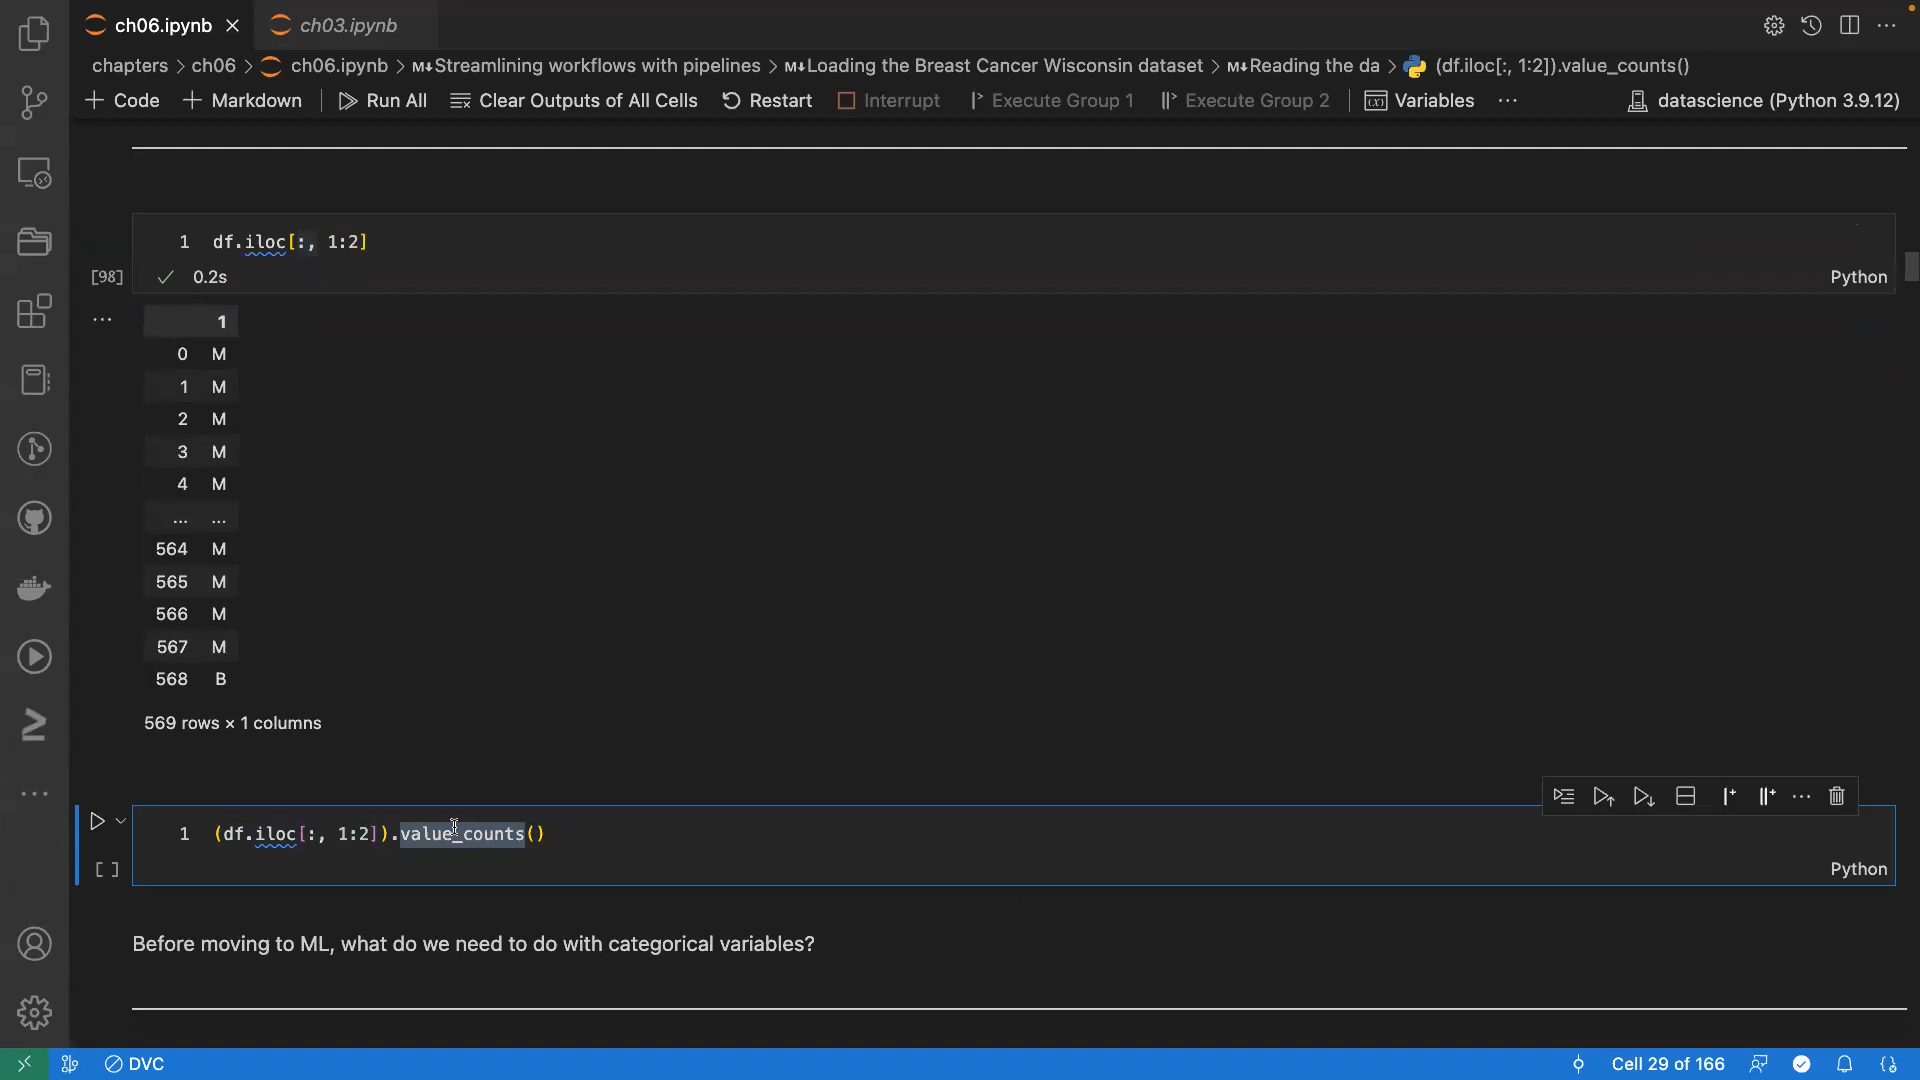 ch06.ipynb
ch03.ipynb
chapters > ch06 > ch06.ipynb > M↓Streamlining workflows with pipelines > M↓Loading the Breast Cancer Wisconsin dataset > M↓Reading the da > (df.iloc[:, 1:2]).value_counts()
+ Code + Markdown Run All Clear Outputs of All Cells Restart Interrupt Execute Group 1 Execute Group 2 Variables ... datascience (Python 3.9.12)
1 df.iloc[:, 1:2]
[98] ✓ 0.2s Python
... 1
0 M
1 M
2 M
3 M
4 M
... ...
564 M
565 M
566 M
567 M
568 B
569 rows × 1 columns
1 (df.iloc[:, 1:2]).value_counts()
[ ] Python
Before moving to ML, what do we need to do with categorical variables?
DVC Cell 29 of 166